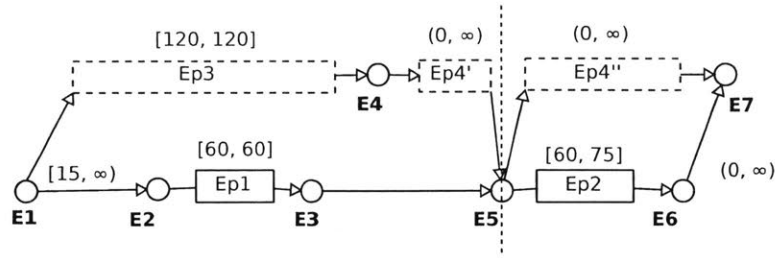 [120, 120]
(0, ∞)
(0, ∞)
Ep3
Ep4'
Ep4''
E4
E7
[15, ∞)
[60, 60]
[60, 75]
(0, ∞)
Ep1
Ep2
E1
E2
E3
E5
E6